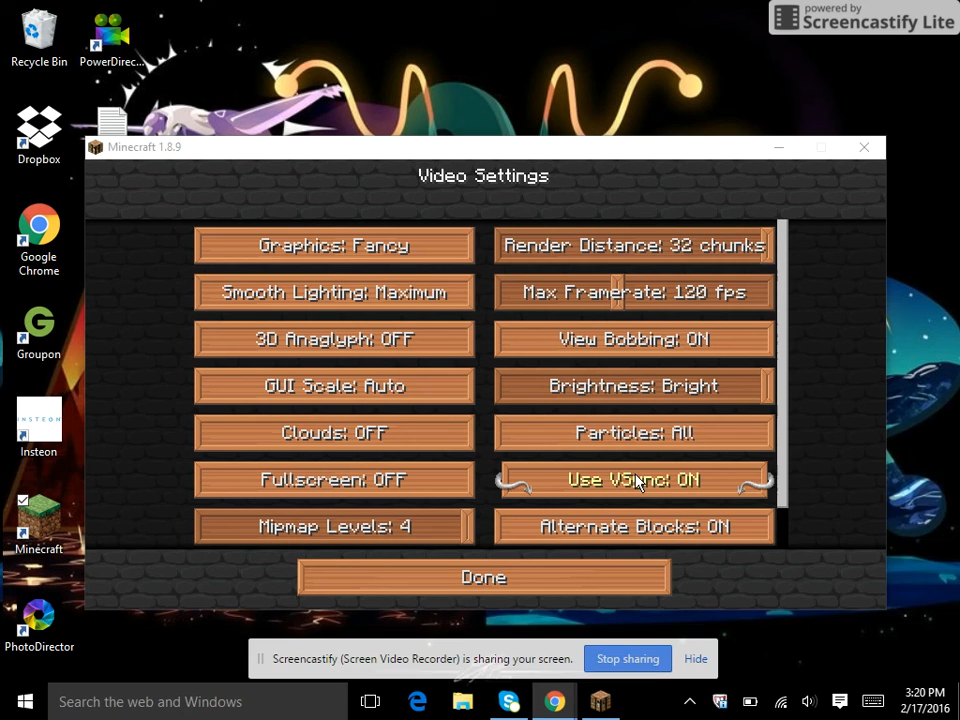 powered by
Screencastify Lite
Recycle Bin
PowerDirec...
Dropbox
Google
Chrome
Groupon
INSTEON
Insteon
Minecraft
PhotoDirector
Minecraft 1.8.9
Video Settings
Graphics: Fancy
Render Distance: 32 chunks
Smooth Lighting: Maximum
Max Framerate: 120 fps
3D Anaglyph: OFF
View Bobbing: ON
GUI Scale: Auto
Brightness: Bright
Clouds: OFF
Particles: All
Fullscreen: OFF
Use VSync: ON
Mipmap Levels: 4
Alternate Blocks: ON
Done
Screencastify (Screen Video Recorder) is sharing your screen.
Stop sharing
Hide
Search the web and Windows
3:20 PM
2/17/2016